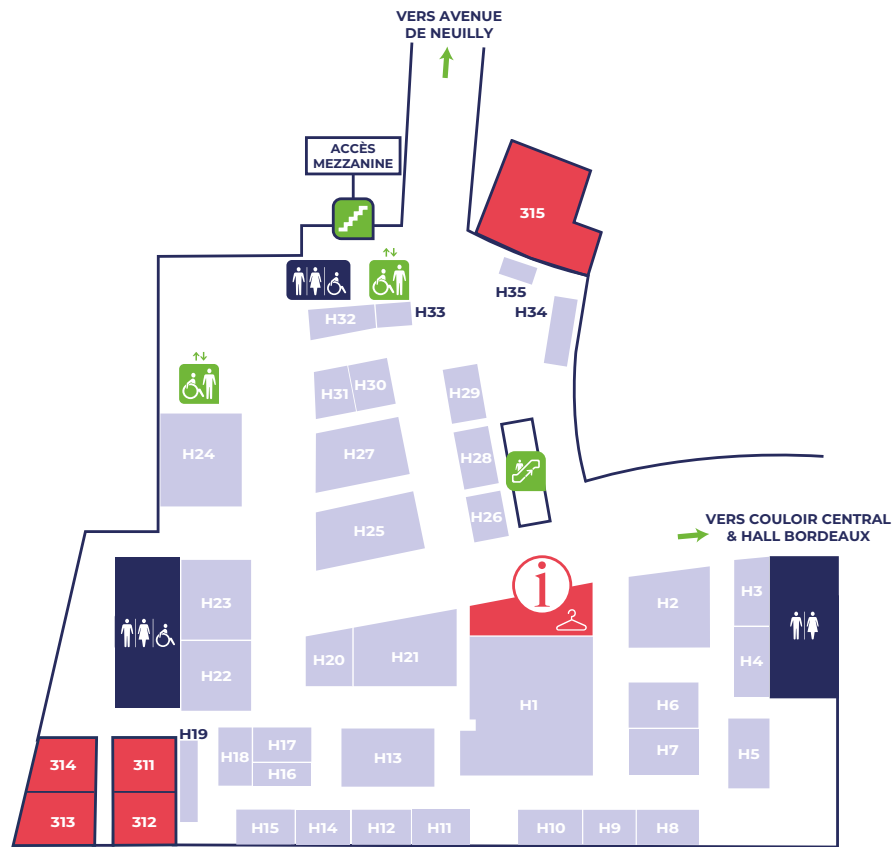 VERS AVENUE
DE NEUILLY
ACCÈS
MEZZANINE
315
H35
H33
H34
H32
H31
H30
H29
H24
H27
H28
H25
H26
VERS COULOIR CENTRAL
& HALL BORDEAUX
i
H23
H2
H3
H22
H20
H21
H4
H1
H6
H19
H18
H17
H13
H7
H5
314
311
H16
313
312
H15
H14
H12
H11
H10
H9
H8